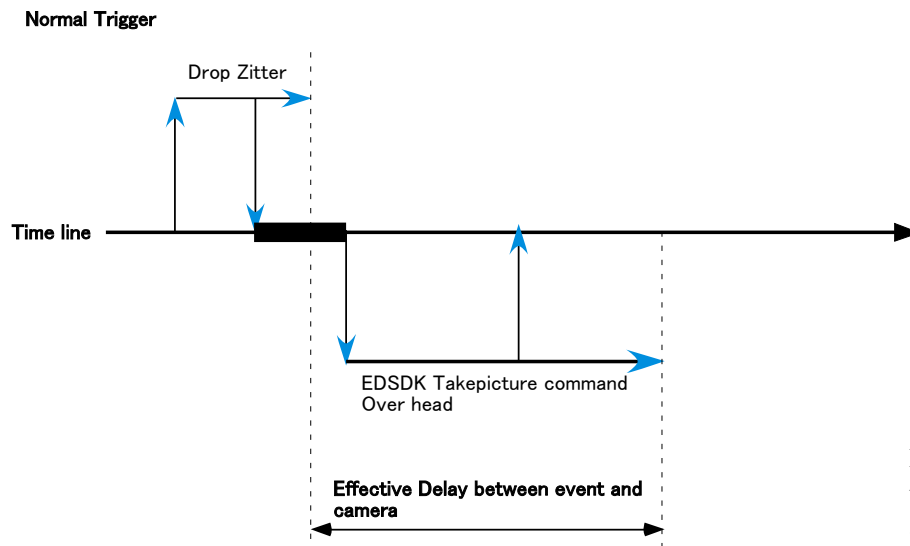 Normal Trigger
Drop Zitter
Time line
EDSDK Takepicture command
Over head
Effective Delay between event and
camera